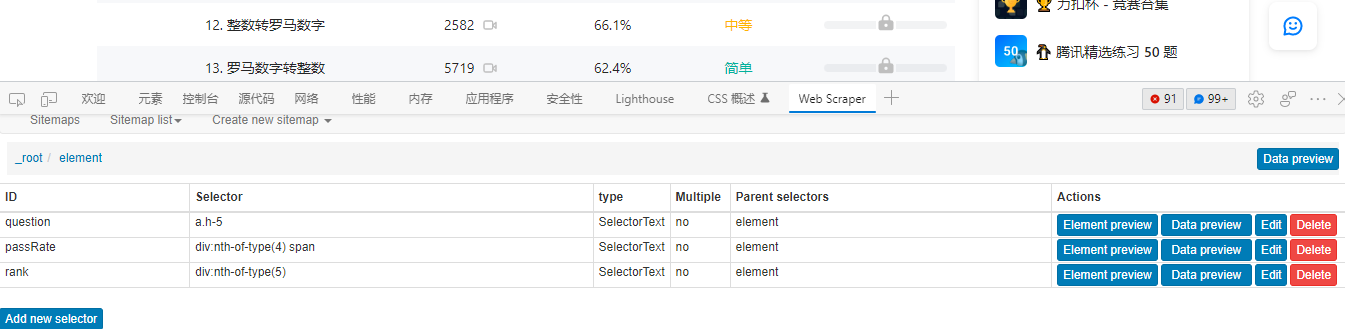 力扣杯 - 竞赛合集
12. 整数转罗马数字 2582 66.1% 中等
50 腾讯精选练习 50 题
13. 罗马数字转整数 5719 62.4% 简单
欢迎 元素 控制台 源代码 网络 性能 内存 应用程序 安全性 Lighthouse CSS 概述 Web Scraper 91 99+
Sitemaps Sitemap list Create new sitemap
_root / element Data preview
ID Selector type Multiple Parent selectors Actions
question a.h-5 SelectorText no element Element preview Data preview Edit Delete
passRate div:nth-of-type(4) span SelectorText no element Element preview Data preview Edit Delete
rank div:nth-of-type(5) SelectorText no element Element preview Data preview Edit Delete
Add new selector